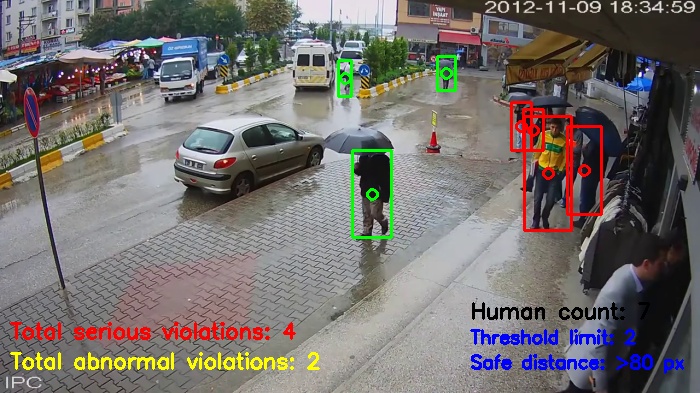 2012-11-09 18:34:59
YAPI
İNŞAAT
Human count: 7
Total serious violations: 4
Threshold limit: 2
Total abnormal violations: 2
Safe distance: >80 px
IPC